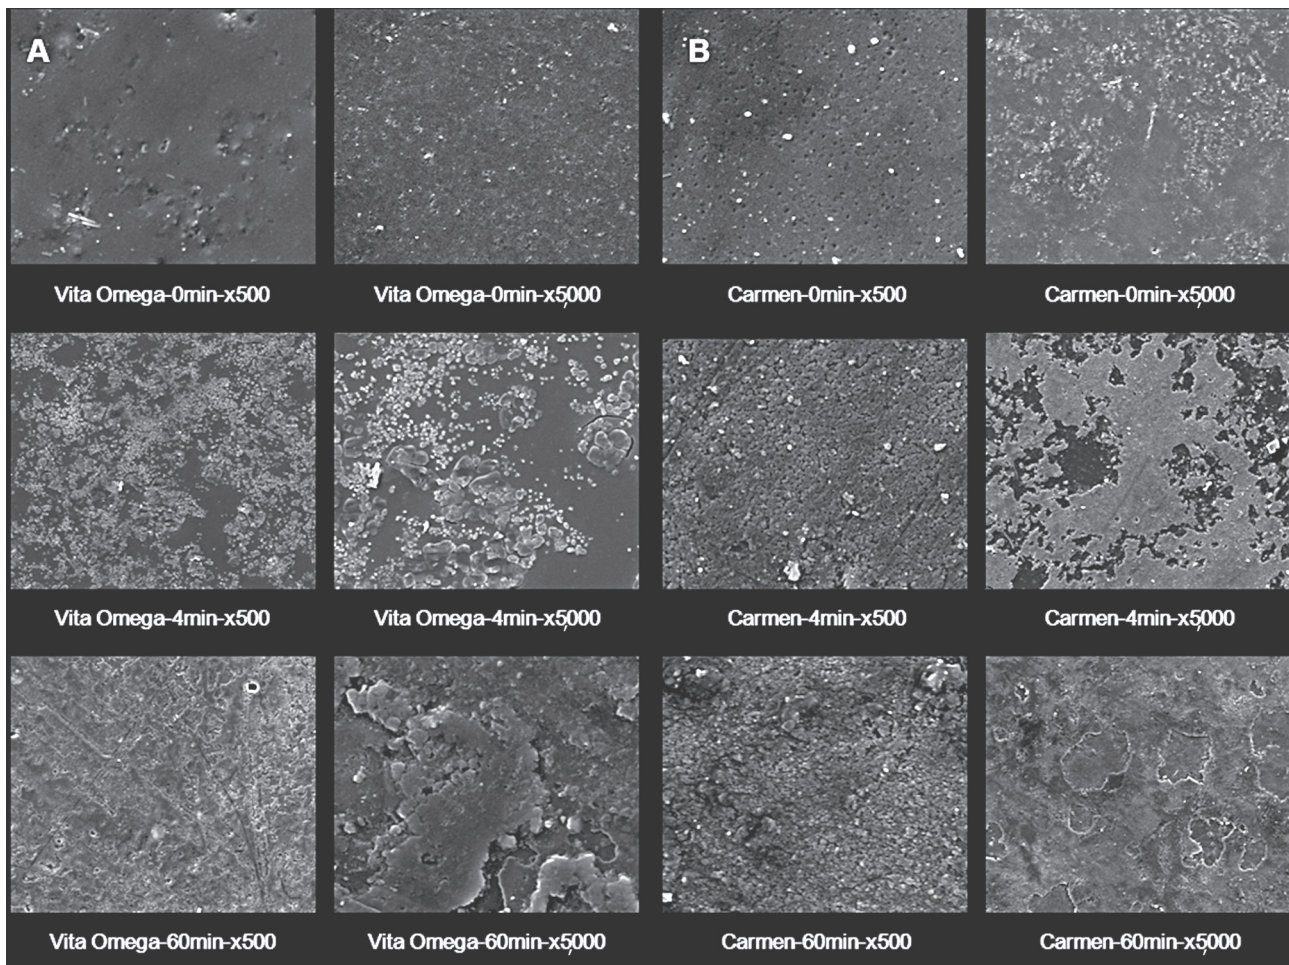 A
B
Vita Omega-0min-x500
Vita Omega-0min-x5,000
Carmen-0min-x500
Carmen-0min-x5,000
Vita Omega-4min-x500
Vita Omega-4min-x5,000
Carmen-4min-x500
Carmen-4min-x5,000
Vita Omega-60min-x500
Vita Omega-60min-x5,000
Carmen-60min-x500
Carmen-60min-x5,000